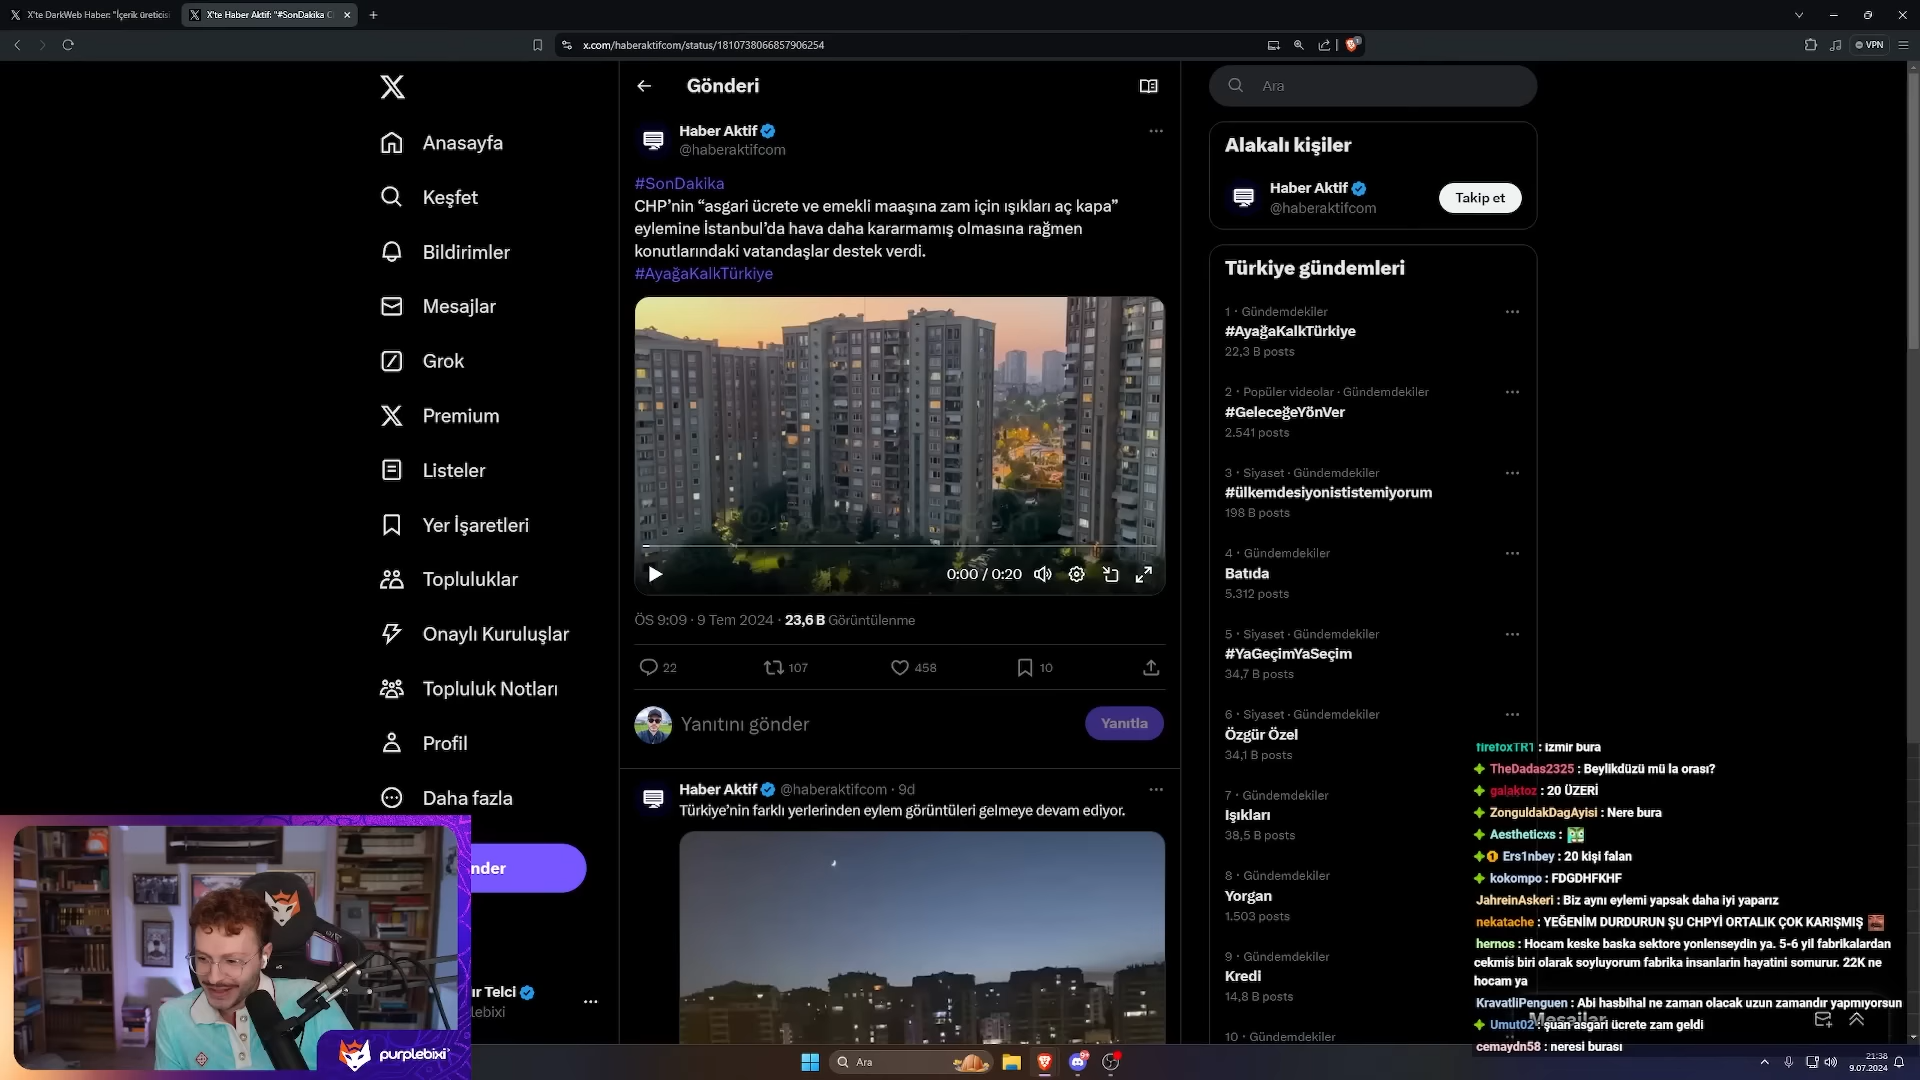 X'te DarkWeb Haber: "İçerik üreticisi
X'te Haber Aktif: "#SonDakika C
x.com/haberaktifcom/status/1810738066857906254
VPN
Anasayfa
Keşfet
Bildirimler
Mesajlar
Grok
Premium
Listeler
Yer İşaretleri
Topluluklar
Onaylı Kuruluşlar
Topluluk Notları
Profil
Daha fazla
nder
ur Telci
lebixi
purplebixi
Gönderi
Haber Aktif
@haberaktifcom
#SonDakika
CHP’nin “asgari ücrete ve emekli maaşına zam için ışıkları aç kapa”
eylemine İstanbul’da hava daha kararmamış olmasına rağmen
konutlarındaki vatandaşlar destek verdi.
#AyağaKalkTürkiye
0:00 / 0:20
ÖS 9:09 · 9 Tem 2024 · 23,6 B Görüntülenme
22
107
458
10
Yanıtını gönder
Yanıtla
Haber Aktif @haberaktifcom · 9d
Türkiye’nin farklı yerlerinden eylem görüntüleri gelmeye devam ediyor.
Ara
Alakalı kişiler
Haber Aktif
@haberaktifcom
Takip et
Türkiye gündemleri
1 · Gündemdekiler
#AyağaKalkTürkiye
22,3 B posts
2 · Popüler videolar · Gündemdekiler
#GeleceğeYönVer
2.541 posts
3 · Siyaset · Gündemdekiler
#ülkemdesiyonististemiyorum
198 B posts
4 · Gündemdekiler
Batıda
5.312 posts
5 · Siyaset · Gündemdekiler
#YaGeçimYaSeçim
34,7 B posts
6 · Siyaset · Gündemdekiler
Özgür Özel
34,1 B posts
7 · Gündemdekiler
Işıkları
38,5 B posts
8 · Gündemdekiler
Yorgan
1.503 posts
9 · Gündemdekiler
Kredi
14,8 B posts
10 · Gündemdekiler
firefoxTR1 : izmir bura
TheDadas2325 : Beylikdüzü mü la orası?
galaktoz : 20 ÜZERİ
ZonguldakDagAyisi : Nere bura
Aestheticxs :
Ers1nbey : 20 kişi falan
kokompo : FDGDHFKHF
JahreinAskeri : Biz aynı eylemi yapsak daha iyi yaparız
nekatache : YEĞENİM DURDURUN ŞU CHPYİ ORTALIK ÇOK KARIŞMIŞ
hernos : Hocam keske baska sektore yonlenseydin ya. 5-6 yil fabrikalardan
cekmis biri olarak soyluyorum fabrika insanlarin hayatini somurur. 22K ne
hocam ya
KravatliPenguen : Abi hasbihal ne zaman olacak uzun zamandır yapmıyorsun
Mesajlar
Umut02 : şuan asgari ücrete zam geldi
cemaydn58 : neresi burası
Ara
21:38
9.07.2024